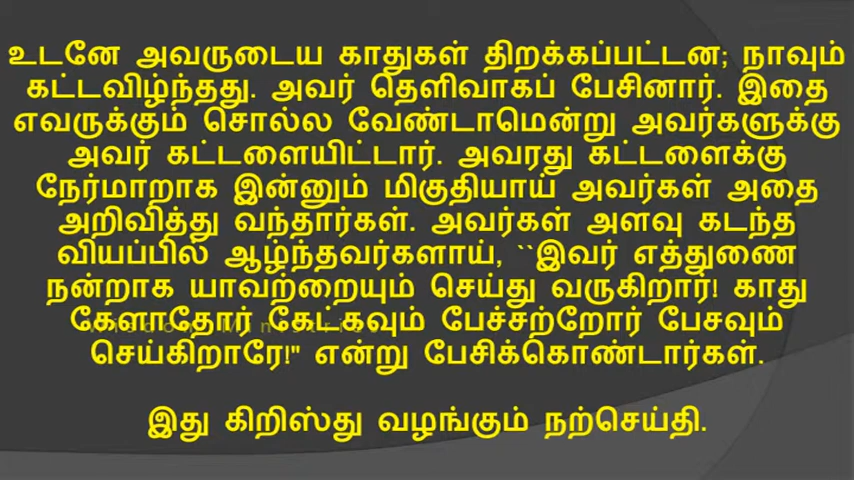 உடனே அவருடைய காதுகள் திறக்கப்பட்டன; நாவும்
கட்டவிழ்ந்தது. அவர் தெளிவாகப் பேசினார். இதை
எவருக்கும் சொல்ல வேண்டாமென்று அவர்களுக்கு
அவர் கட்டளையிட்டார். அவரது கட்டளைக்கு
நேர்மாறாக இன்னும் மிகுதியாய் அவர்கள் அதை
அறிவித்து வந்தார்கள். அவர்கள் அளவு கடந்த
வியப்பில் ஆழ்ந்தவர்களாய், ``இவர் எத்துணை
நன்றாக யாவற்றையும் செய்து வருகிறார்! காது
கேளாதோர் கேட்கவும் பேச்சற்றோர் பேசவும்
செய்கிறாரே!" என்று பேசிக்கொண்டார்கள்.
இது கிறிஸ்து வழங்கும் நற்செய்தி.